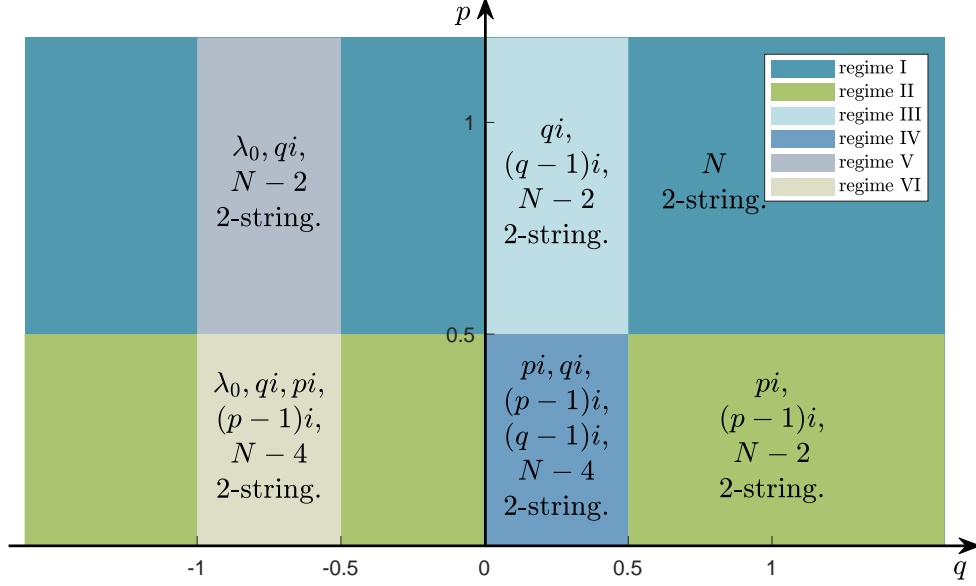 p
regime I
regime II
regime III
regime IV
regime V
regime VI
1
λ₀, qi,
N − 2
2-string.
qi,
(q − 1)i,
N − 2
2-string.
N
2-string.
0.5
λ₀, qi, pi,
(p − 1)i,
N − 4
2-string.
pi, qi,
(p − 1)i,
(q − 1)i,
N − 4
2-string.
pi,
(p − 1)i,
N − 2
2-string.
-1
-0.5
0
0.5
1
q